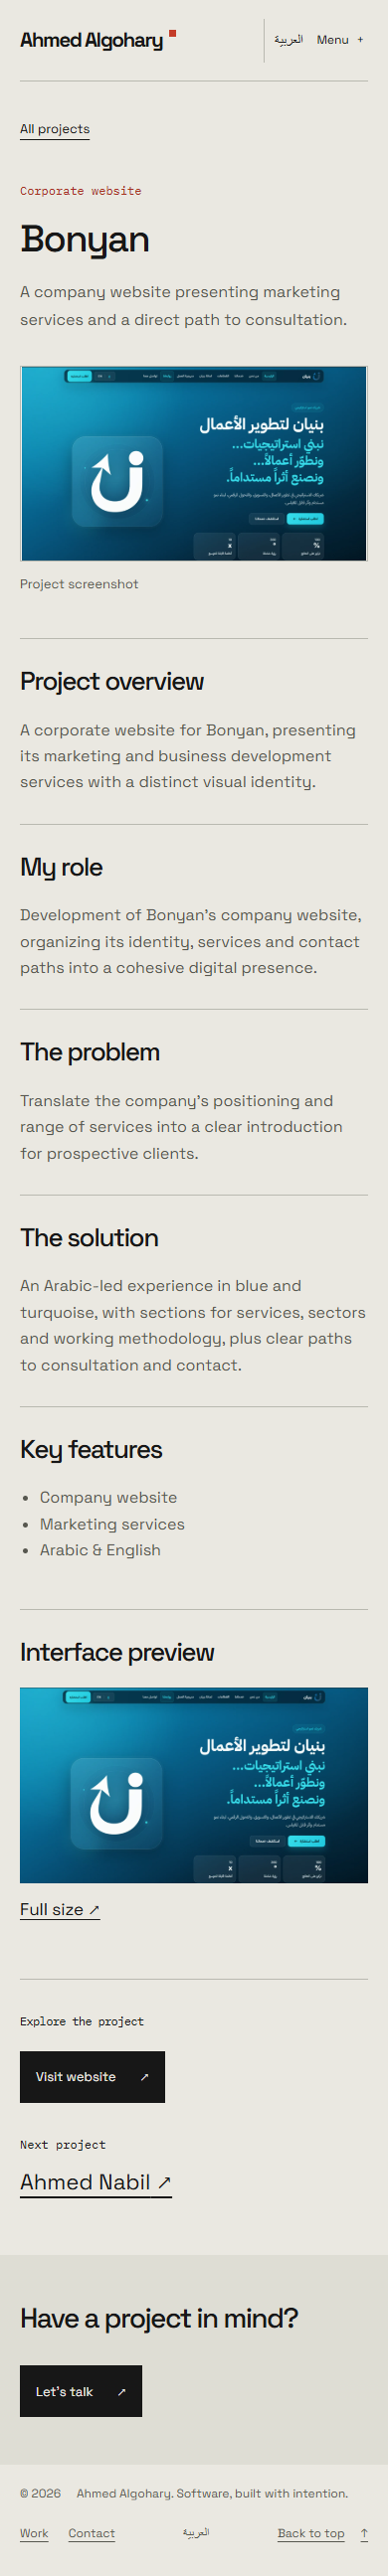 Ahmed Algohary
العربية
Menu +
All projects
Corporate website
Bonyan
A company website presenting marketing
services and a direct path to consultation.
بنيان لتطوير الأعمال
نبني استراتيجيات...
ونطوّر أعمالاً...
ونصنع أثراً مستداماً.
Project screenshot
Project overview
A corporate website for Bonyan, presenting
its marketing and business development
services with a distinct visual identity.
My role
Development of Bonyan's company website,
organizing its identity, services and contact
paths into a cohesive digital presence.
The problem
Translate the company's positioning and
range of services into a clear introduction
for prospective clients.
The solution
An Arabic-led experience in blue and
turquoise, with sections for services, sectors
and working methodology, plus clear paths
to consultation and contact.
Key features
• Company website
• Marketing services
• Arabic & English
Interface preview
بنيان لتطوير الأعمال
نبني استراتيجيات...
ونطوّر أعمالاً...
ونصنع أثراً مستداماً.
Full size ↗
Explore the project
Visit website ↗
Next project
Ahmed Nabil ↗
Have a project in mind?
Let's talk ↗
© 2026 Ahmed Algohary. Software, built with intention.
Work Contact العربية Back to top ↑